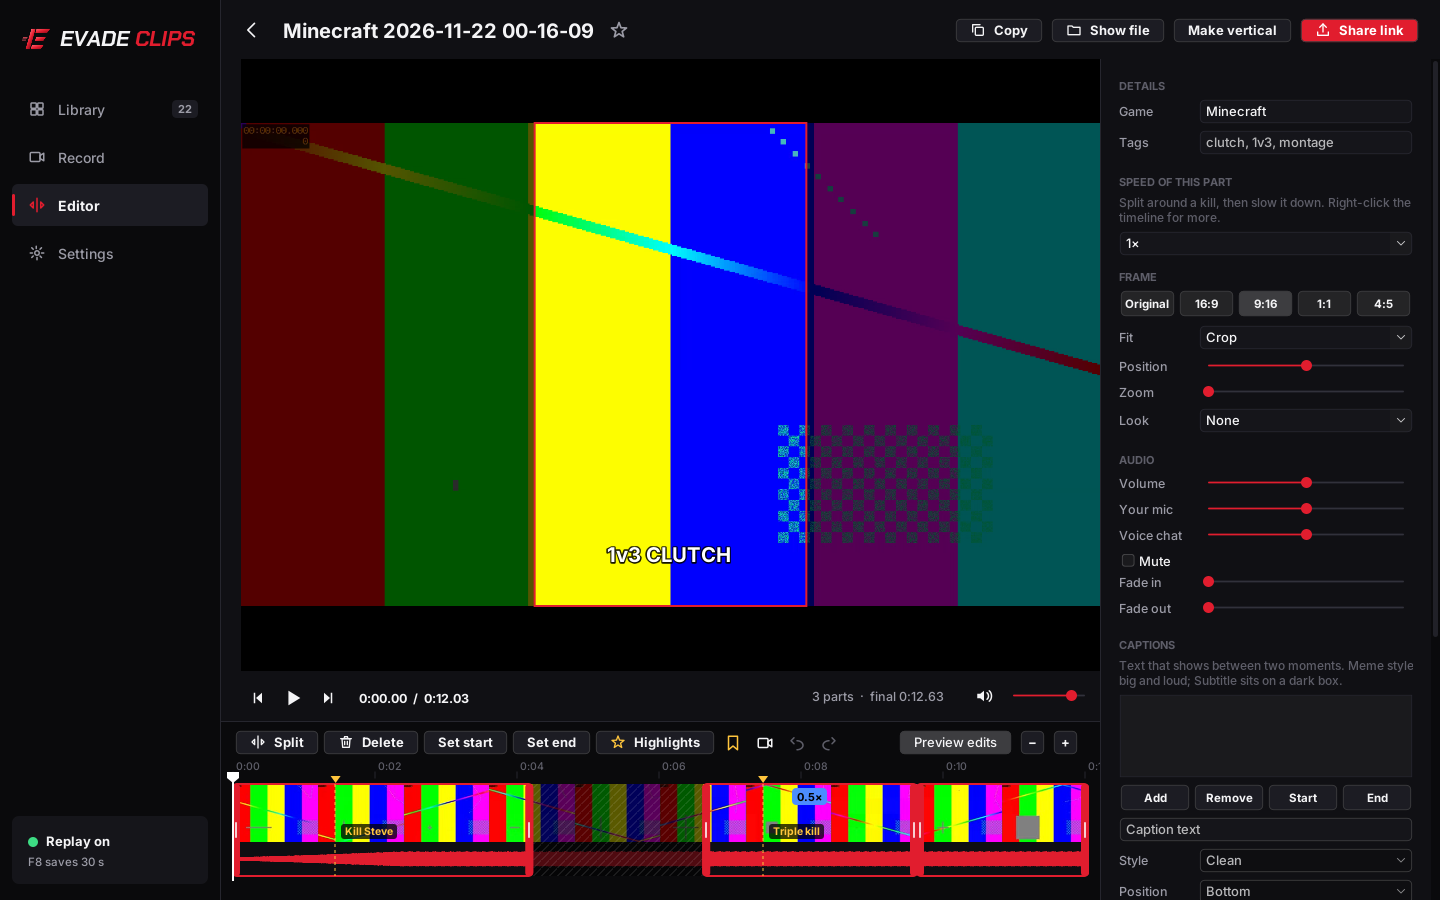 EVADE CLIPS
Library
22
Record
Editor
Settings
Replay on
F8 saves 30 s
Minecraft 2026-11-22 00-16-09
Copy
Show file
Make vertical
Share link
00:00:00.000
0
1v3 CLUTCH
0:00.00 / 0:12.03
3 parts · final 0:12.63
Split
Delete
Set start
Set end
Highlights
Preview edits
−
+
0:00
0:02
0:04
0:06
0:08
0:10
Kill Steve
Triple kill
0.5×
DETAILS
Game
Minecraft
Tags
clutch, 1v3, montage
SPEED OF THIS PART
Split around a kill, then slow it down. Right-click the
timeline for more.
1×
FRAME
Original
16:9
9:16
1:1
4:5
Fit
Crop
Position
Zoom
Look
None
AUDIO
Volume
Your mic
Voice chat
Mute
Fade in
Fade out
CAPTIONS
Text that shows between two moments. Meme style
big and loud; Subtitle sits on a dark box.
Add
Remove
Start
End
Caption text
Style
Clean
Position
Bottom